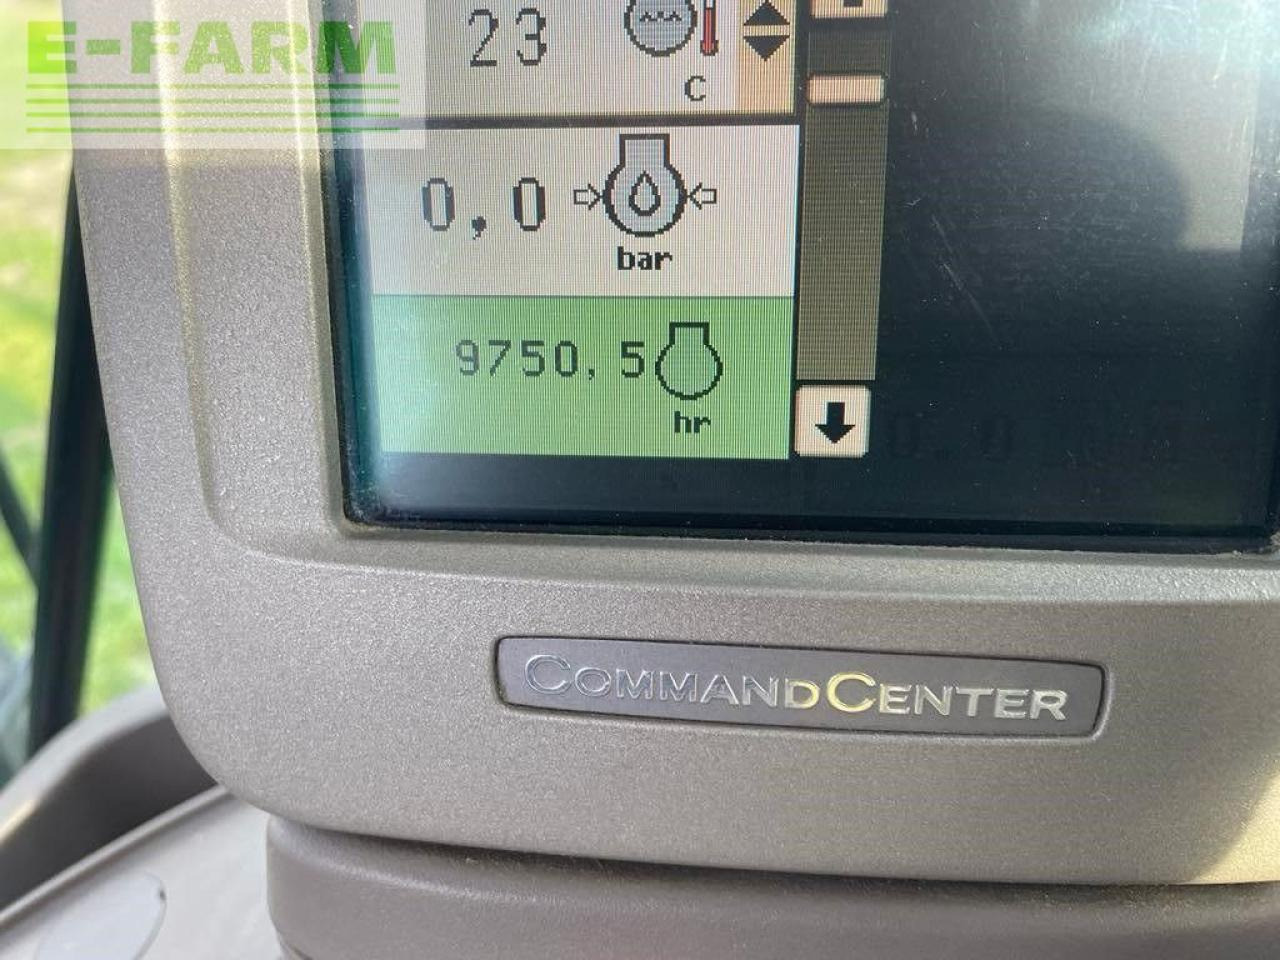 E-FARM
23
C
0,0
bar
9750,5
hr
COMMANDCENTER